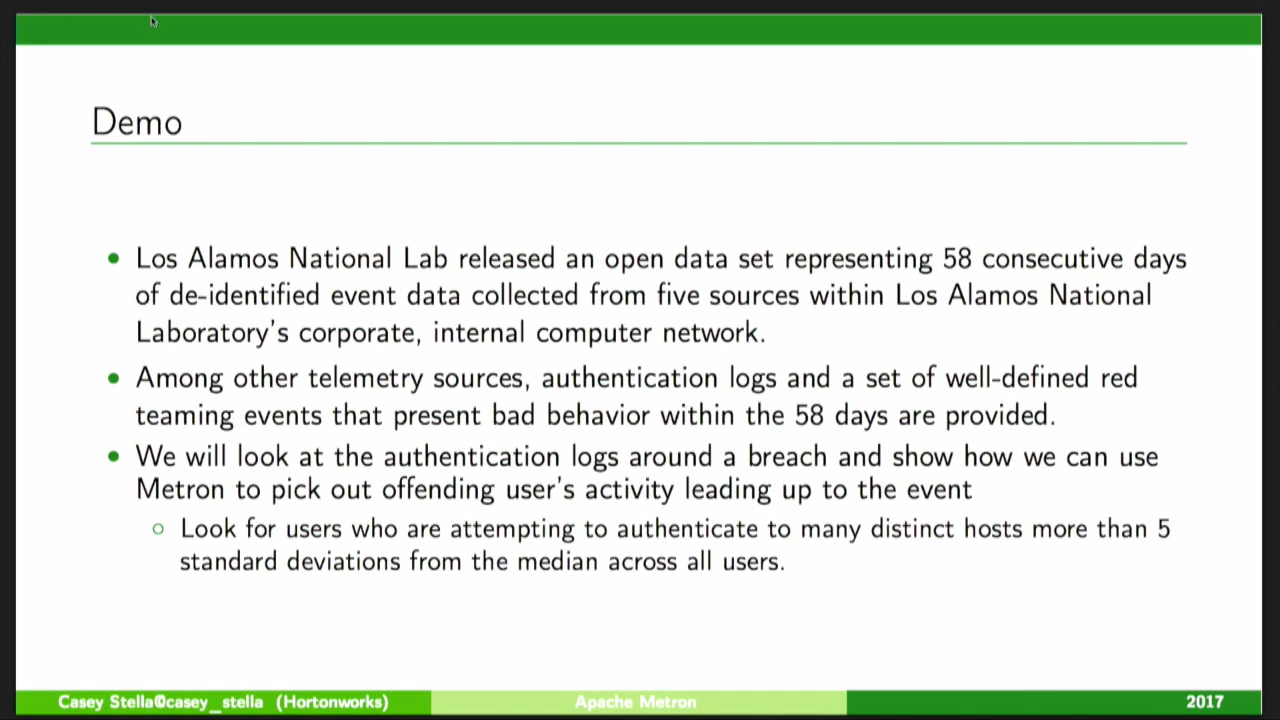 Demo
Los Alamos National Lab released an open data set representing 58 consecutive days
of de-identified event data collected from five sources within Los Alamos National
Laboratory's corporate, internal computer network.
Among other telemetry sources, authentication logs and a set of well-defined red
teaming events that present bad behavior within the 58 days are provided.
We will look at the authentication logs around a breach and show how we can use
Metron to pick out offending user's activity leading up to the event
Look for users who are attempting to authenticate to many distinct hosts more than 5
standard deviations from the median across all users.
Casey Stella@casey_stella (Hortonworks)
Apache Metron
2017